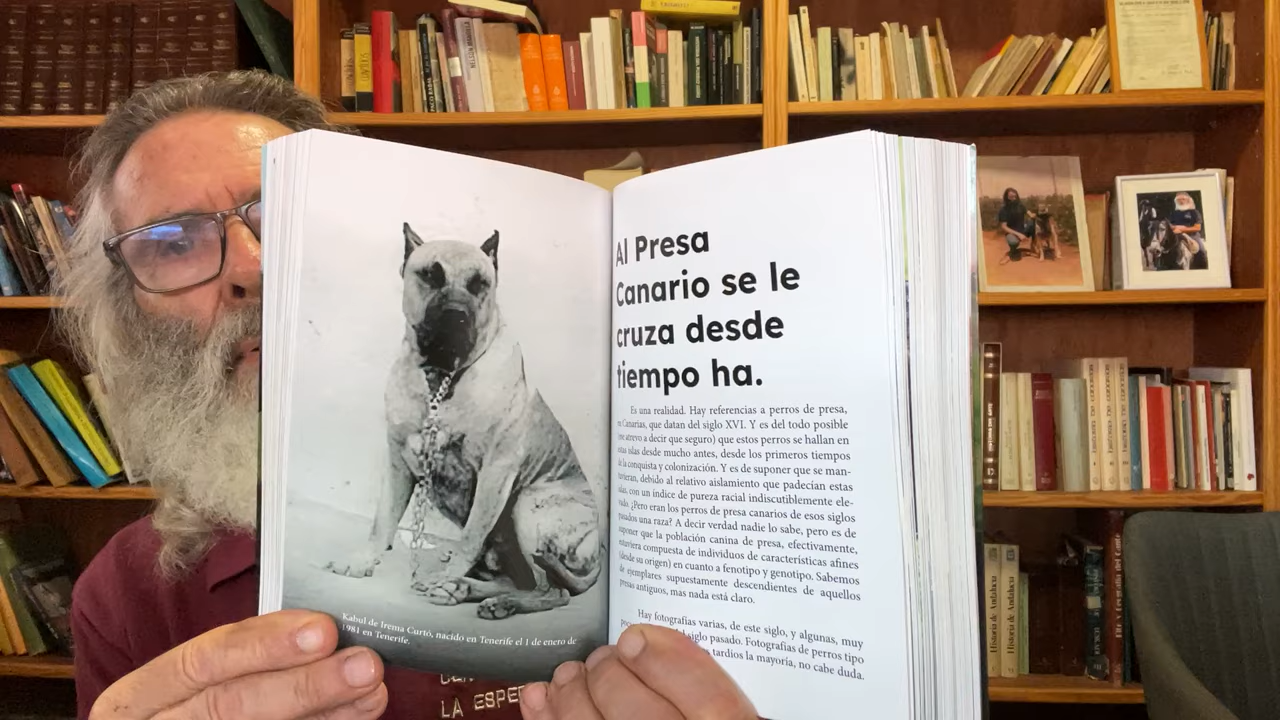 Kabul de Irema Curtó, nacido en Tenerife el 1 de enero de
1981 en Tenerife.
Al Presa
Canario se le
cruza desde
tiempo ha.
Es una realidad. Hay referencias a perros de presa,
en Canarias, que datan del siglo XVI. Y es del todo posible
(me atrevo a decir que seguro) que estos perros se hallan en
estas islas desde mucho antes, desde los primeros tiempos
de la conquista y colonización. Y es de suponer que se man-
tuvieran, debido al relativo aislamiento que padecían estas
islas, con un índice de pureza racial indiscutiblemente ele-
vado. ¿Pero eran los perros de presa canarios de esos siglos
pasados una raza? A decir verdad nadie lo sabe, pero es de
suponer que la población canina de presa, efectivamente,
estuviera compuesta de individuos de características afines
(desde su origen) en cuanto a fenotipo y genotipo. Sabemos
de ejemplares supuestamente descendientes de aquellos
presas antiguos, mas nada está claro.
Hay fotografías varias, de este siglo, y algunas, muy
siglo pasado. Fotografías de perros tipo
tardíos la mayoría, no cabe duda.
LA ESPE
Historia de Andalucía
Historia de Andalucía